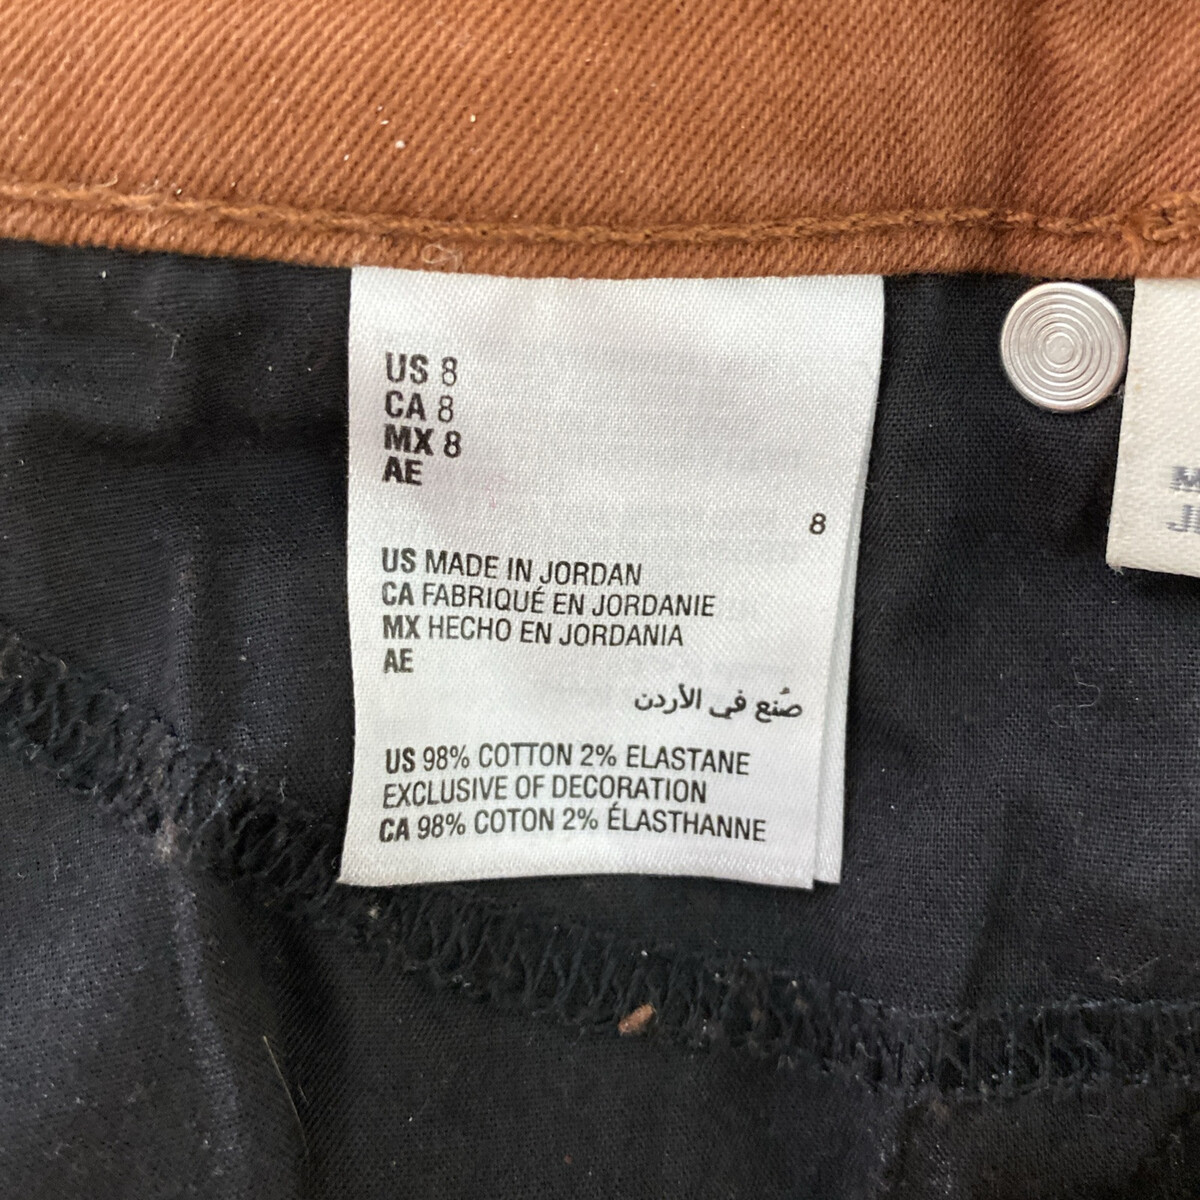 US 8
CA 8
MX 8
AE
8
US MADE IN JORDAN
CA FABRIQUÉ EN JORDANIE
MX HECHO EN JORDANIA
AE
صُنع في الأردن
US 98% COTTON 2% ELASTANE
EXCLUSIVE OF DECORATION
CA 98% COTON 2% ÉLASTHANNE